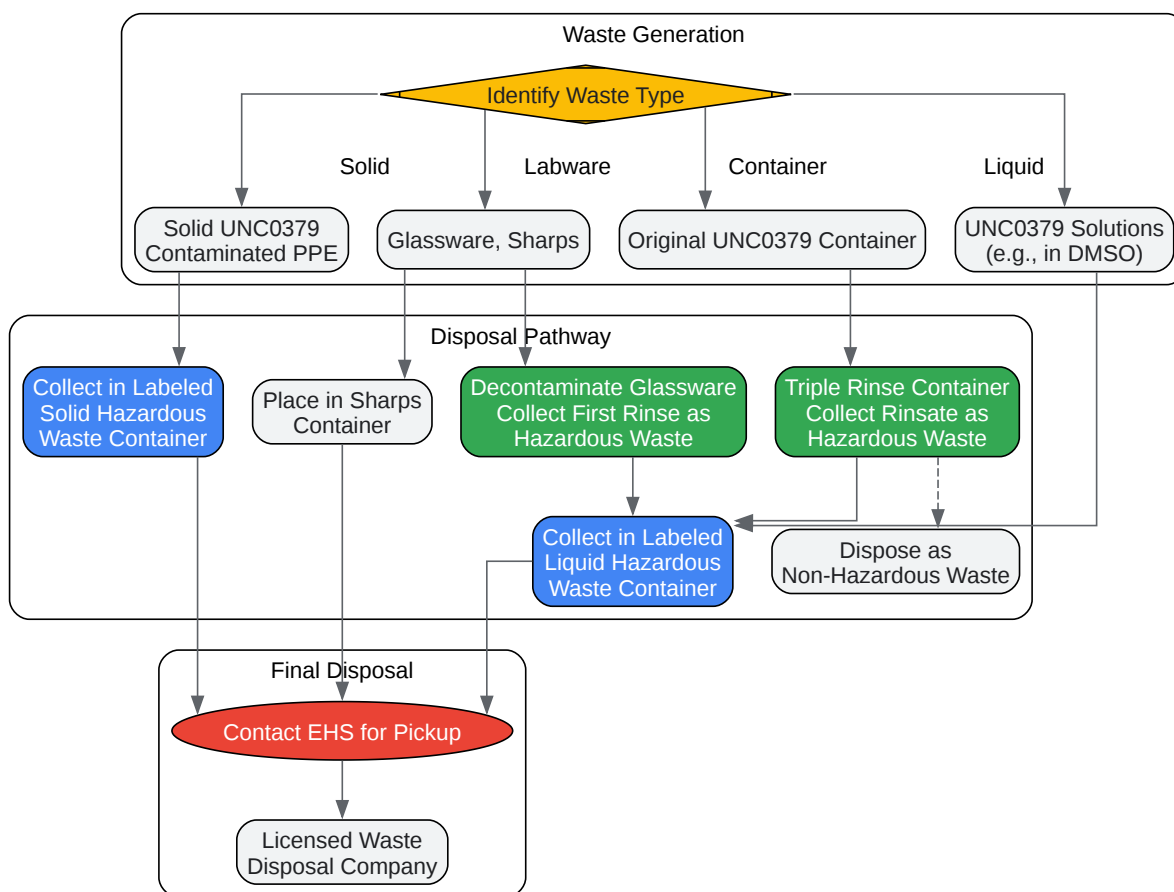 Waste Generation
Identify Waste Type
Solid
Labware
Container
Liquid
Solid UNC0379
Contaminated PPE
Glassware, Sharps
Original UNC0379 Container
UNC0379 Solutions
(e.g., in DMSO)
Disposal Pathway
Collect in Labeled
Solid Hazardous
Waste Container
Place in Sharps
Container
Decontaminate Glassware
Collect First Rinse as
Hazardous Waste
Triple Rinse Container
Collect Rinsate as
Hazardous Waste
Collect in Labeled
Liquid Hazardous
Waste Container
Dispose as
Non-Hazardous Waste
Final Disposal
Contact EHS for Pickup
Licensed Waste
Disposal Company